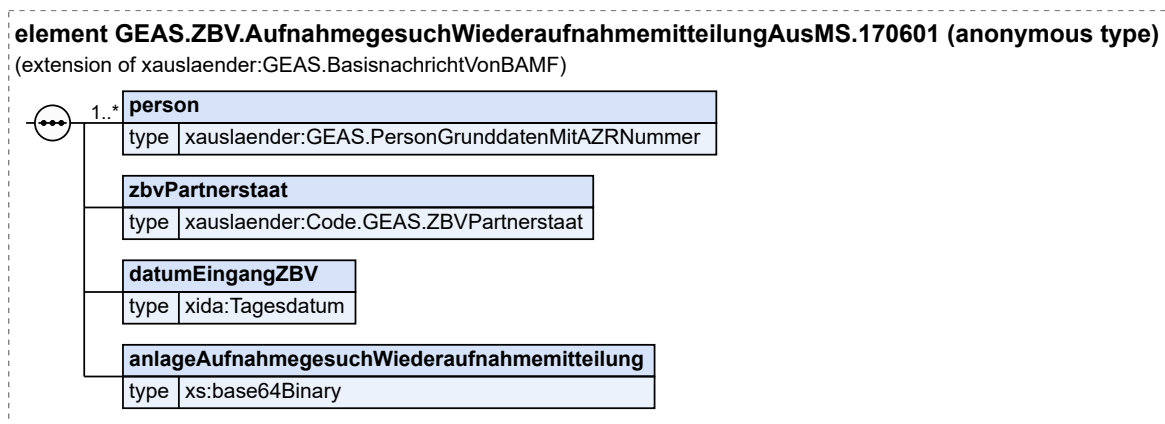 element GEAS.ZBV.AufnahmegesuchWiederaufnahmemitteilungAusMS.170601 (anonymous type)
(extension of xauslaender:GEAS.BasisnachrichtVonBAMF)
1..* person
type xauslaender:GEAS.PersonGrunddatenMitAZRNummer
zbvPartnerstaat
type xauslaender:Code.GEAS.ZBVPartnerstaat
datumEingangZBV
type xida:Tagesdatum
anlageAufnahmegesuchWiederaufnahmemitteilung
type xs:base64Binary